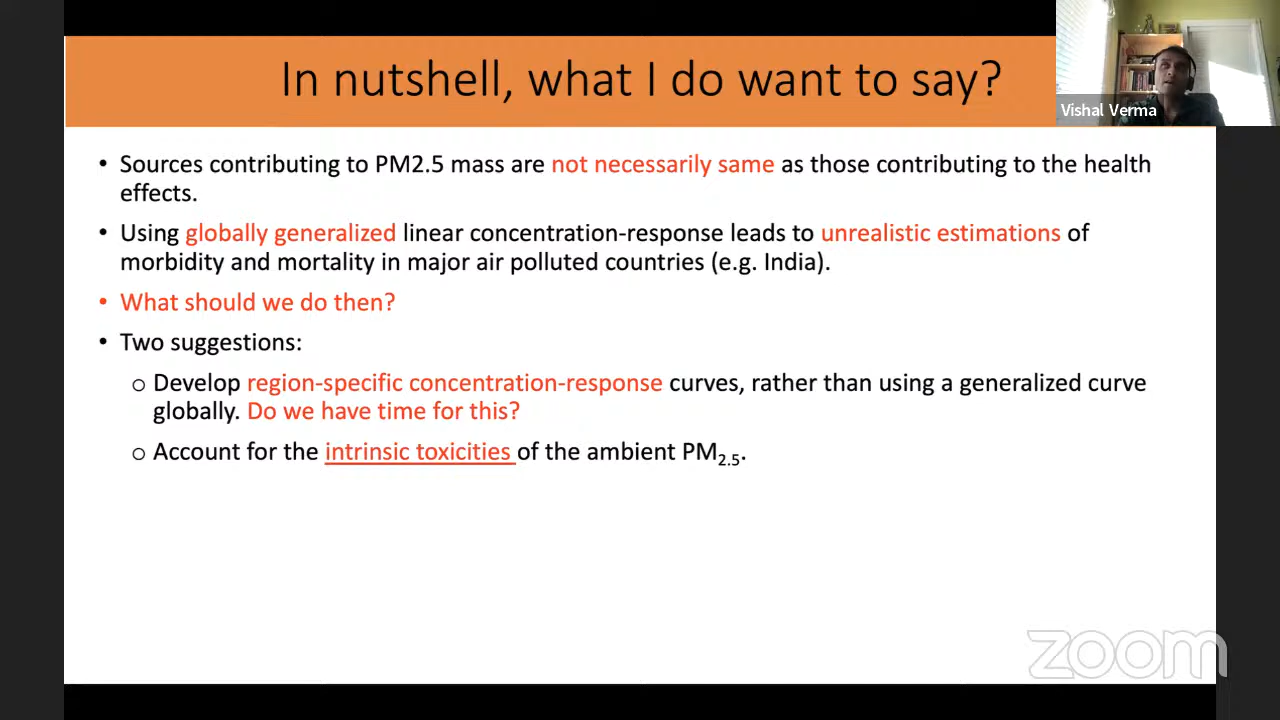 In nutshell, what I do want to say?
Vishal Verma
• Sources contributing to PM2.5 mass are not necessarily same as those contributing to the health
effects.
• Using globally generalized linear concentration-response leads to unrealistic estimations of
morbidity and mortality in major air polluted countries (e.g. India).
• What should we do then?
• Two suggestions:
o Develop region-specific concentration-response curves, rather than using a generalized curve
globally. Do we have time for this?
o Account for the intrinsic toxicities of the ambient PM2.5.
zoom